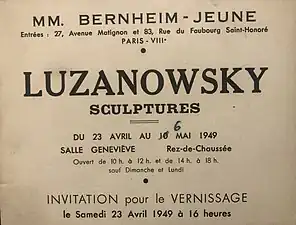 MM. BERNHEIM-JEUNE
Entrées : 27, Avenue Matignon et 83, Rue du Faubourg Saint-Honoré
PARIS - VIIIe
LUZANOWSKY
SCULPTURES
DU 23 AVRIL AU 6 MAI 1949
SALLE GENEVIÈVE Rez-de-Chaussée
Ouvert de 10 h. à 12 h. et de 14 h. à 18 h.
sauf Dimanche et Lundi
INVITATION pour le VERNISSAGE
le Samedi 23 Avril 1949 à 16 heures